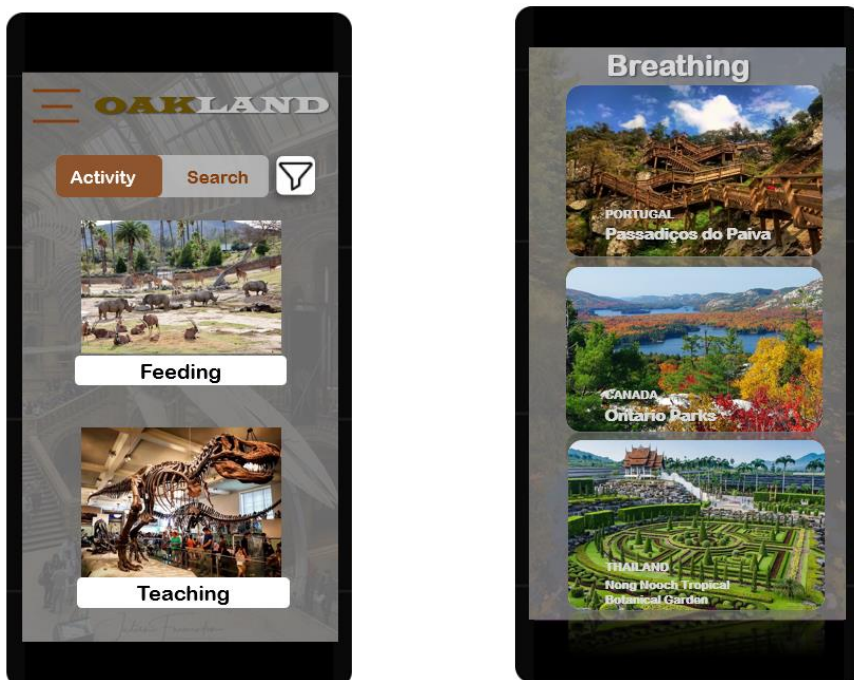 OAKLAND
Activity
Search
Feeding
Teaching
Breathing
PORTUGAL
Passadiços do Paiva
CANADA
Ontario Parks
THAILAND
Nong Nooch Tropical
Botanical Garden